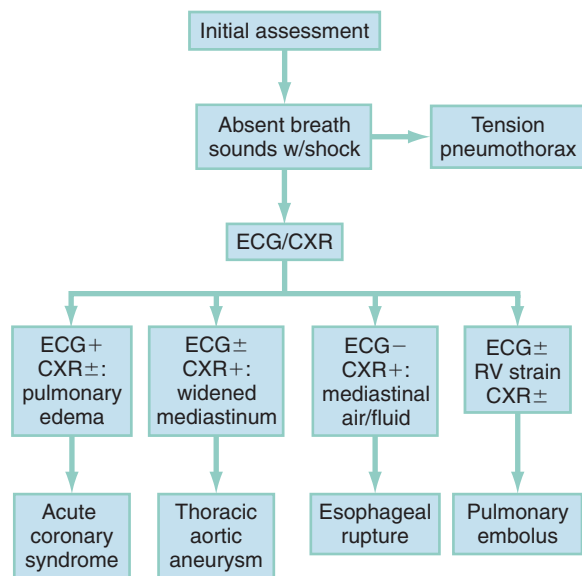 Initial assessment
Absent breath
sounds w/shock
Tension
pneumothorax
ECG/CXR
ECG+
CXR±:
pulmonary
edema
ECG±
CXR+:
widened
mediastinum
ECG−
CXR+:
mediastinal
air/fluid
ECG±
RV strain
CXR±
Acute
coronary
syndrome
Thoracic
aortic
aneurysm
Esophageal
rupture
Pulmonary
embolus